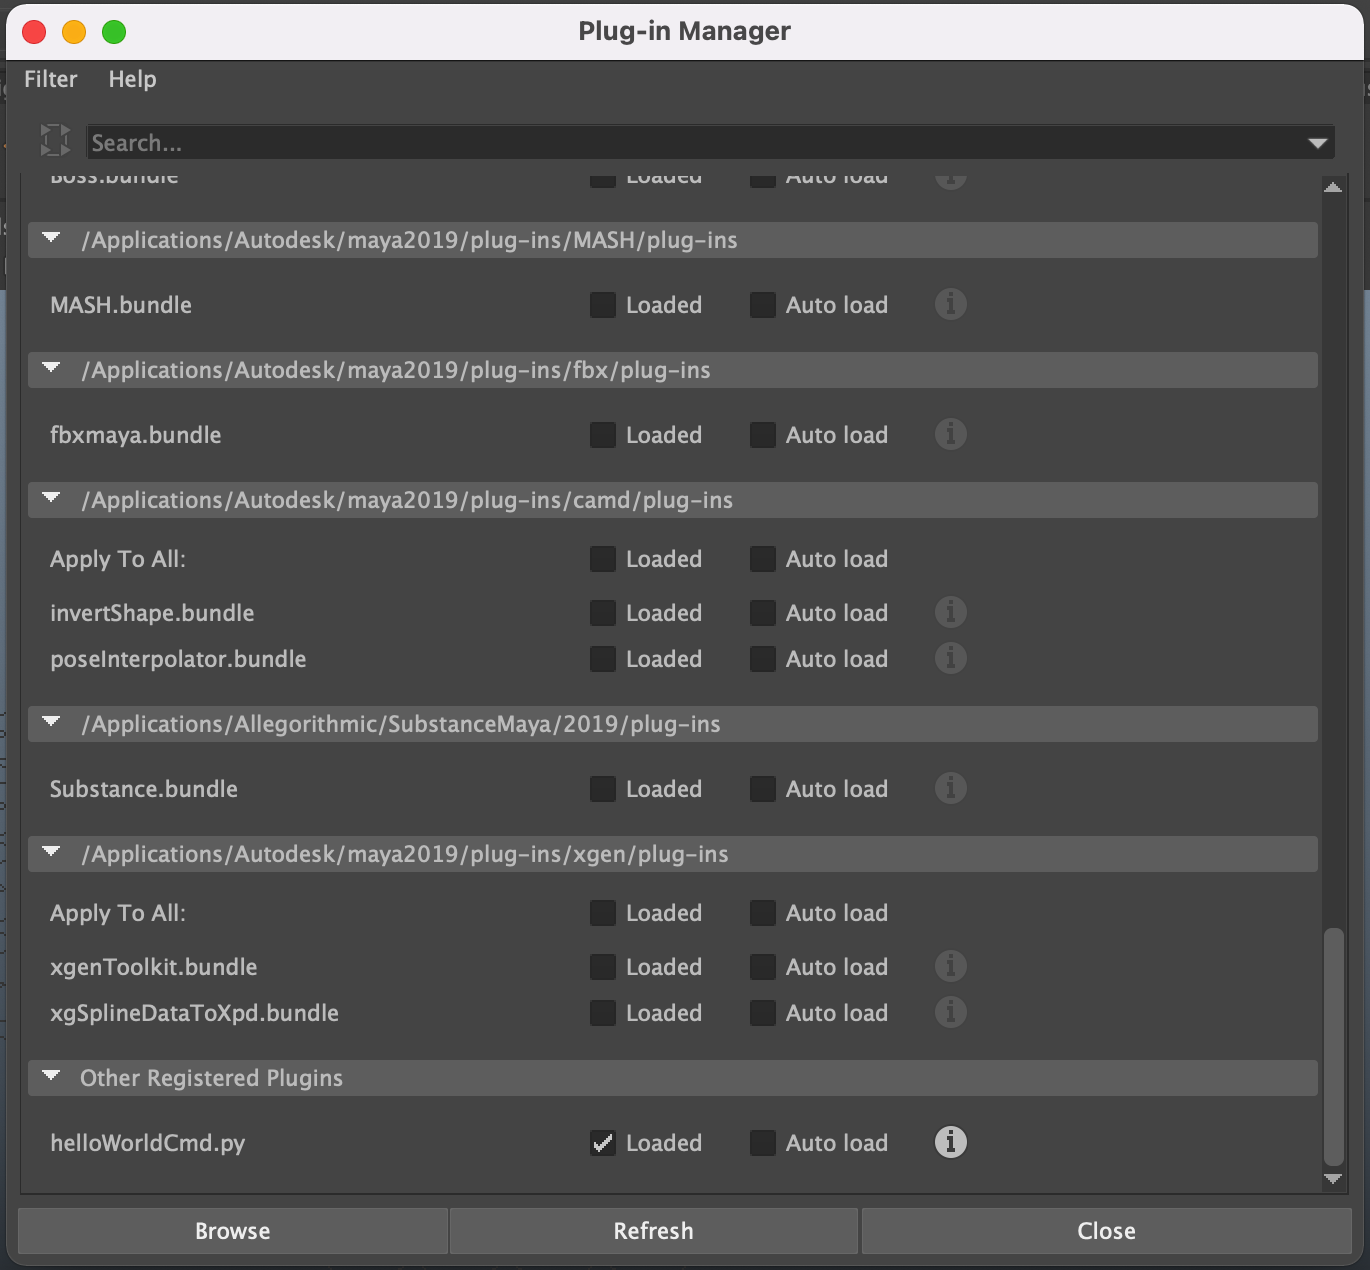 Plug-in Manager
Filter Help
Search...
Boss.bundle Loaded Auto load
/Applications/Autodesk/maya2019/plug-ins/MASH/plug-ins
MASH.bundle Loaded Auto load i
/Applications/Autodesk/maya2019/plug-ins/fbx/plug-ins
fbxmaya.bundle Loaded Auto load i
/Applications/Autodesk/maya2019/plug-ins/camd/plug-ins
Apply To All: Loaded Auto load
invertShape.bundle Loaded Auto load i
poseInterpolator.bundle Loaded Auto load i
/Applications/Allegorithmic/SubstanceMaya/2019/plug-ins
Substance.bundle Loaded Auto load i
/Applications/Autodesk/maya2019/plug-ins/xgen/plug-ins
Apply To All: Loaded Auto load
xgenToolkit.bundle Loaded Auto load i
xgSplineDataToXpd.bundle Loaded Auto load i
Other Registered Plugins
helloWorldCmd.py Loaded Auto load i
Browse Refresh Close